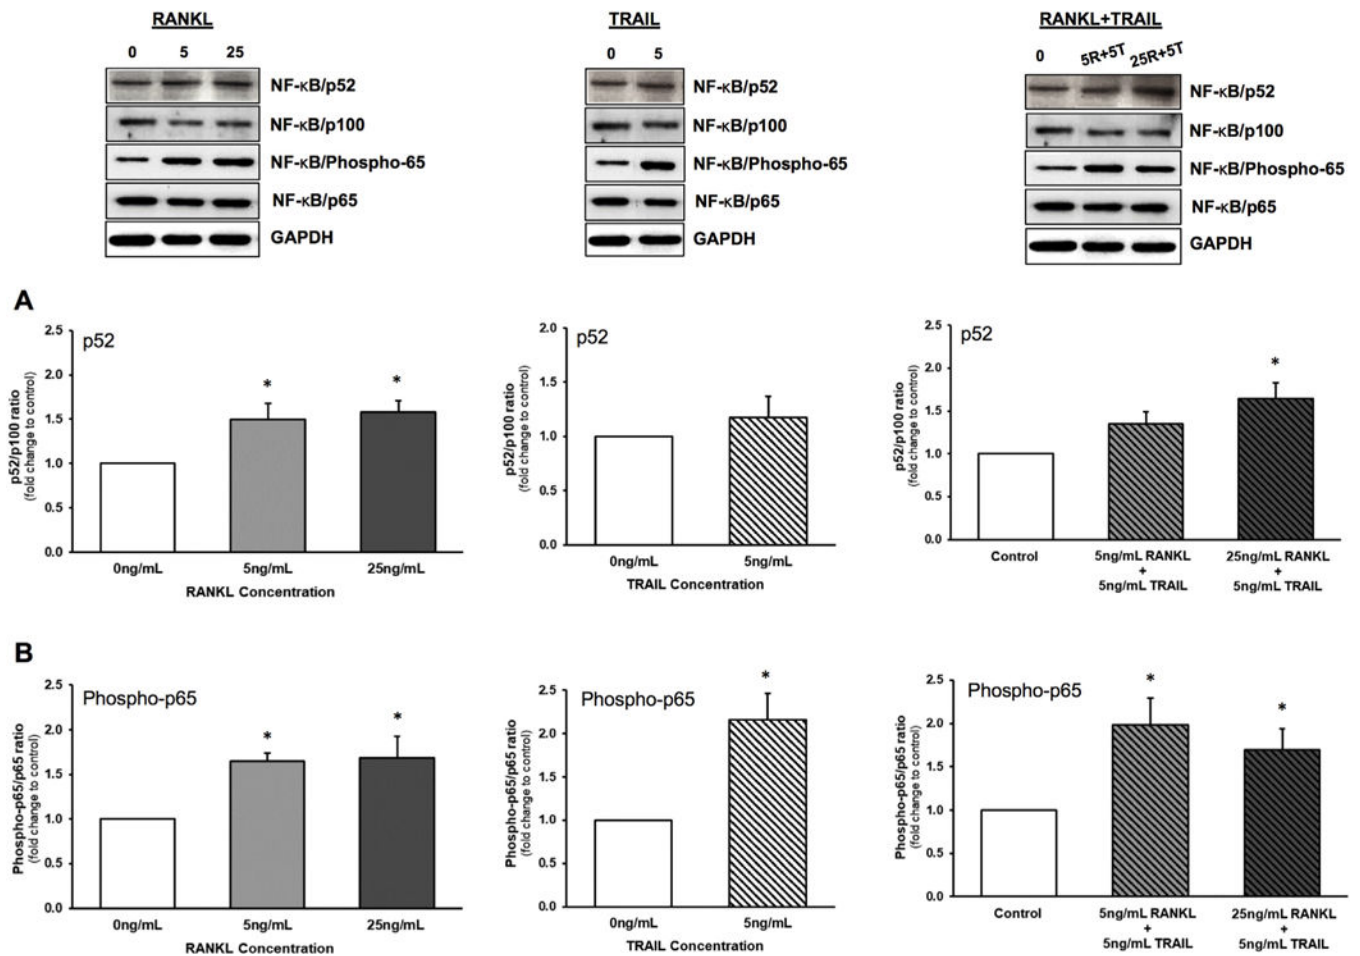 RANKL
TRAIL
RANKL+TRAIL
0 5 25
0 5
0 5R+5T 25R+5T
NF-κB/p52
NF-κB/p100
NF-κB/Phospho-65
NF-κB/p65
GAPDH
NF-κB/p52
NF-κB/p100
NF-κB/Phospho-65
NF-κB/p65
GAPDH
NF-κB/p52
NF-κB/p100
NF-κB/Phospho-65
NF-κB/p65
GAPDH
A
p52
p52/p100 ratio
(fold change to control)
2.5
2.0
1.5
1.0
0.5
0.0
*
*
0ng/mL 5ng/mL 25ng/mL
RANKL Concentration
p52
p52/p100 ratio
(fold change to control)
2.0
1.5
1.0
0.5
0.0
0ng/mL 5ng/mL
TRAIL Concentration
p52
p52/p100 ratio
(fold change to control)
2.5
2.0
1.5
1.0
0.5
0.0
*
Control
5ng/mL RANKL
+
5ng/mL TRAIL
25ng/mL RANKL
+
5ng/mL TRAIL
B
Phospho-p65
Phospho-p65/p65 ratio
(fold change to control)
2.5
2.0
1.5
1.0
0.5
0.0
*
*
0ng/mL 5ng/mL 25ng/mL
RANKL Concentration
Phospho-p65
Phospho-p65/p65 ratio
(fold change to control)
2.5
2.0
1.5
1.0
0.5
0.0
*
0ng/mL 5ng/mL
TRAIL Concentration
Phospho-p65
Phospho-p65/p65 ratio
(fold change to control)
2.5
2.0
1.5
1.0
0.5
0.0
*
*
Control
5ng/mL RANKL
+
5ng/mL TRAIL
25ng/mL RANKL
+
5ng/mL TRAIL